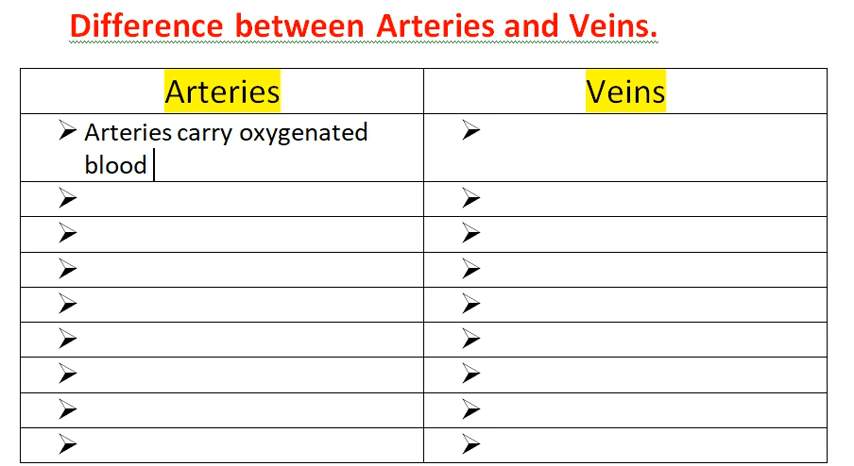 Difference between Arteries and Veins.
Arteries
Veins
Arteries carry oxygenated
blood